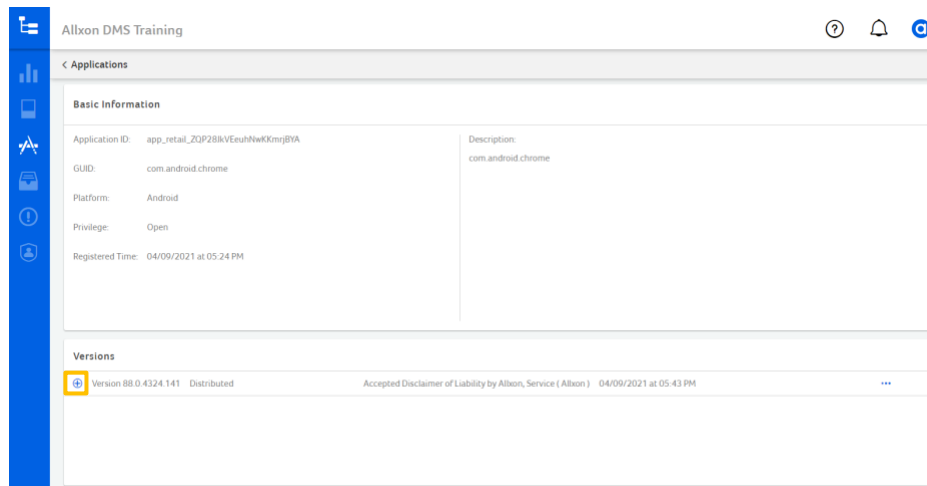 Allxon DMS Training
< Applications
Basic Information
Application ID: app_retail_ZQP28IkVEeuhNwKKmrjBYA
Description:
com.android.chrome
GUID: com.android.chrome
Platform: Android
Privilege: Open
Registered Time: 04/09/2021 at 05:24 PM
Versions
Version 88.0.4324.141 Distributed Accepted Disclaimer of Liability by Allxon, Service ( Allxon ) 04/09/2021 at 05:43 PM ...